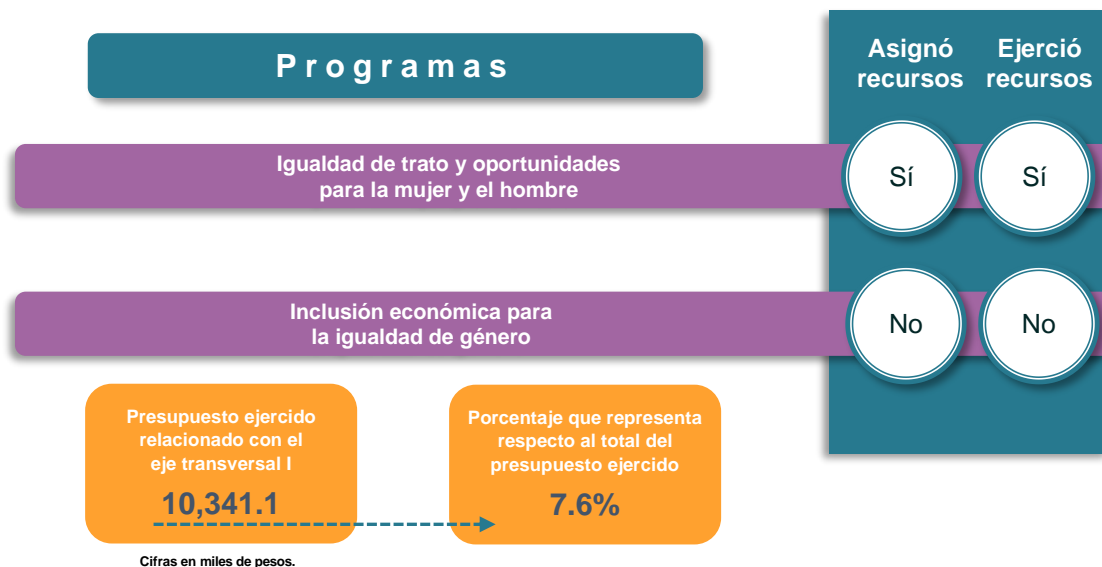 Programas
Asignó
recursos
Ejerció
recursos
Igualdad de trato y oportunidades
para la mujer y el hombre
Sí
Sí
Inclusión económica para
la igualdad de género
No
No
Presupuesto ejercido
relacionado con el
eje transversal I
10,341.1
Porcentaje que representa
respecto al total del
presupuesto ejercido
7.6%
Cifras en miles de pesos.